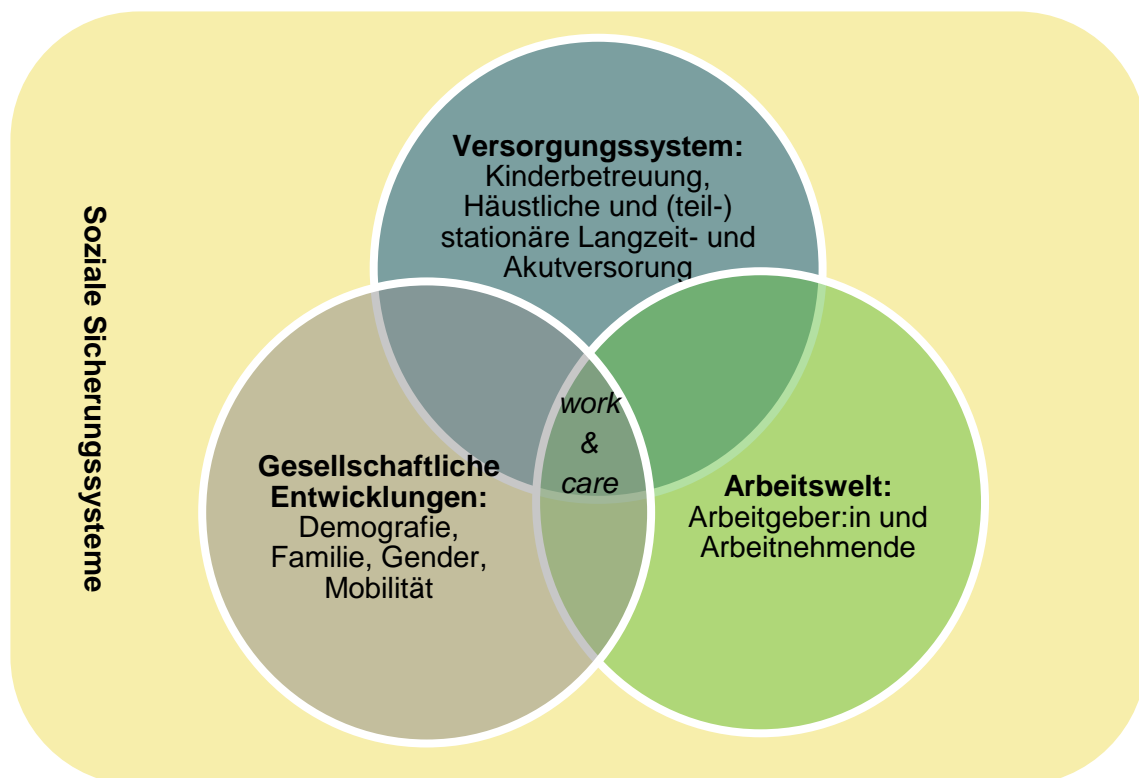 Soziale Sicherungssysteme
Versorgungssystem:
Kinderbetreuung,
Häustliche und (teil-)
stationäre Langzeit- und
Akutversorung
work
&
care
Gesellschaftliche
Entwicklungen:
Demografie,
Familie, Gender,
Mobilität
Arbeitswelt:
Arbeitgeber:in und
Arbeitnehmende